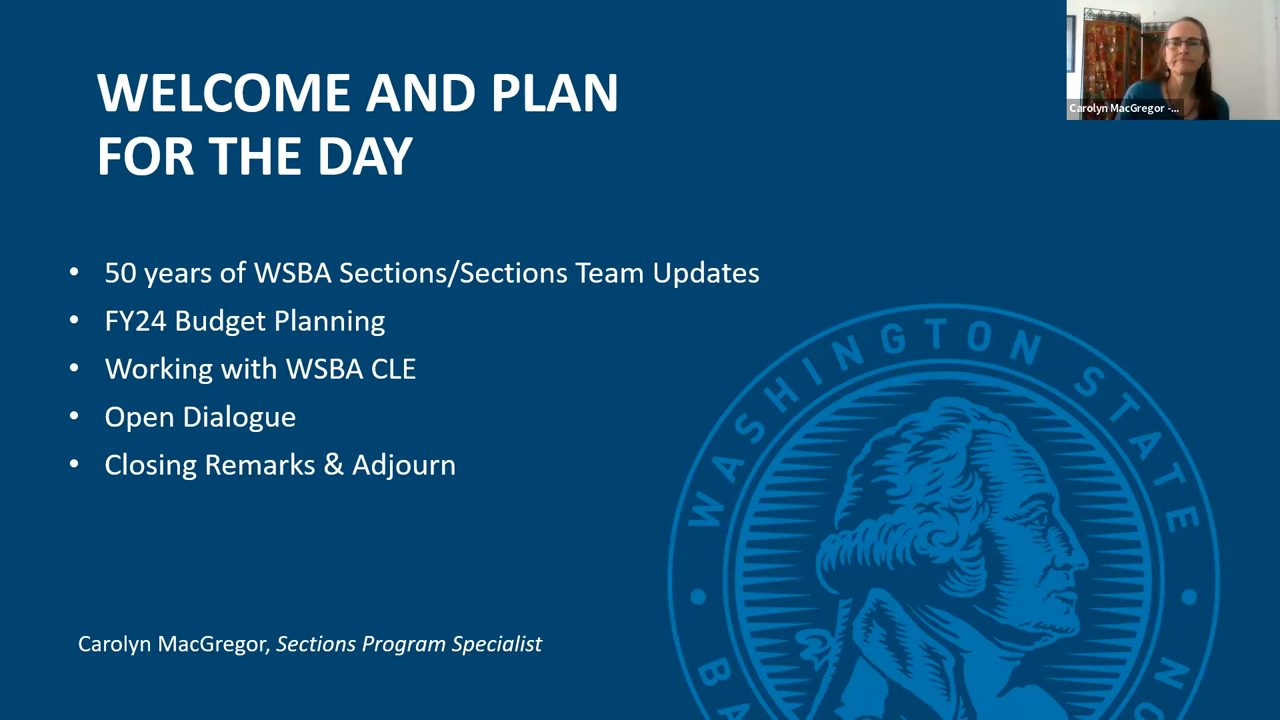 WELCOME AND PLAN
FOR THE DAY
Carolyn MacGregor -...
• 50 years of WSBA Sections/Sections Team Updates
• FY24 Budget Planning
• Working with WSBA CLE
• Open Dialogue
• Closing Remarks & Adjourn
Carolyn MacGregor, Sections Program Specialist
WASHINGTON STATE